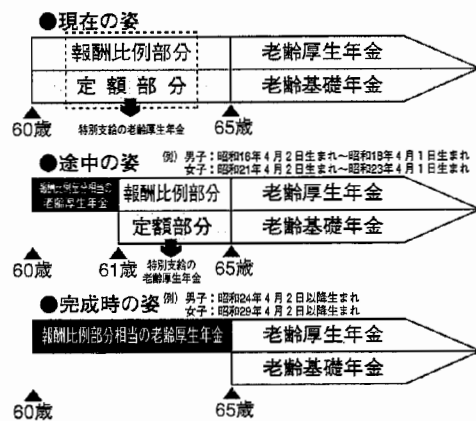 ●現在の姿
報酬比例部分
老齢厚生年金
定額部分
老齢基礎年金
60歳
特別支給の老齢厚生年金
65歳
●途中の姿
例）男子：昭和16年4月2日生まれ～昭和18年4月1日生まれ
女子：昭和21年4月2日生まれ～昭和23年4月1日生まれ
報酬比例部分相当の
老齢厚生年金
報酬比例部分
老齢厚生年金
定額部分
老齢基礎年金
60歳
61歳
特別支給の
老齢厚生年金
65歳
●完成時の姿
例）男子：昭和24年4月2日以降生まれ
女子：昭和29年4月2日以降生まれ
報酬比例部分相当の老齢厚生年金
老齢厚生年金
老齢基礎年金
60歳
65歳